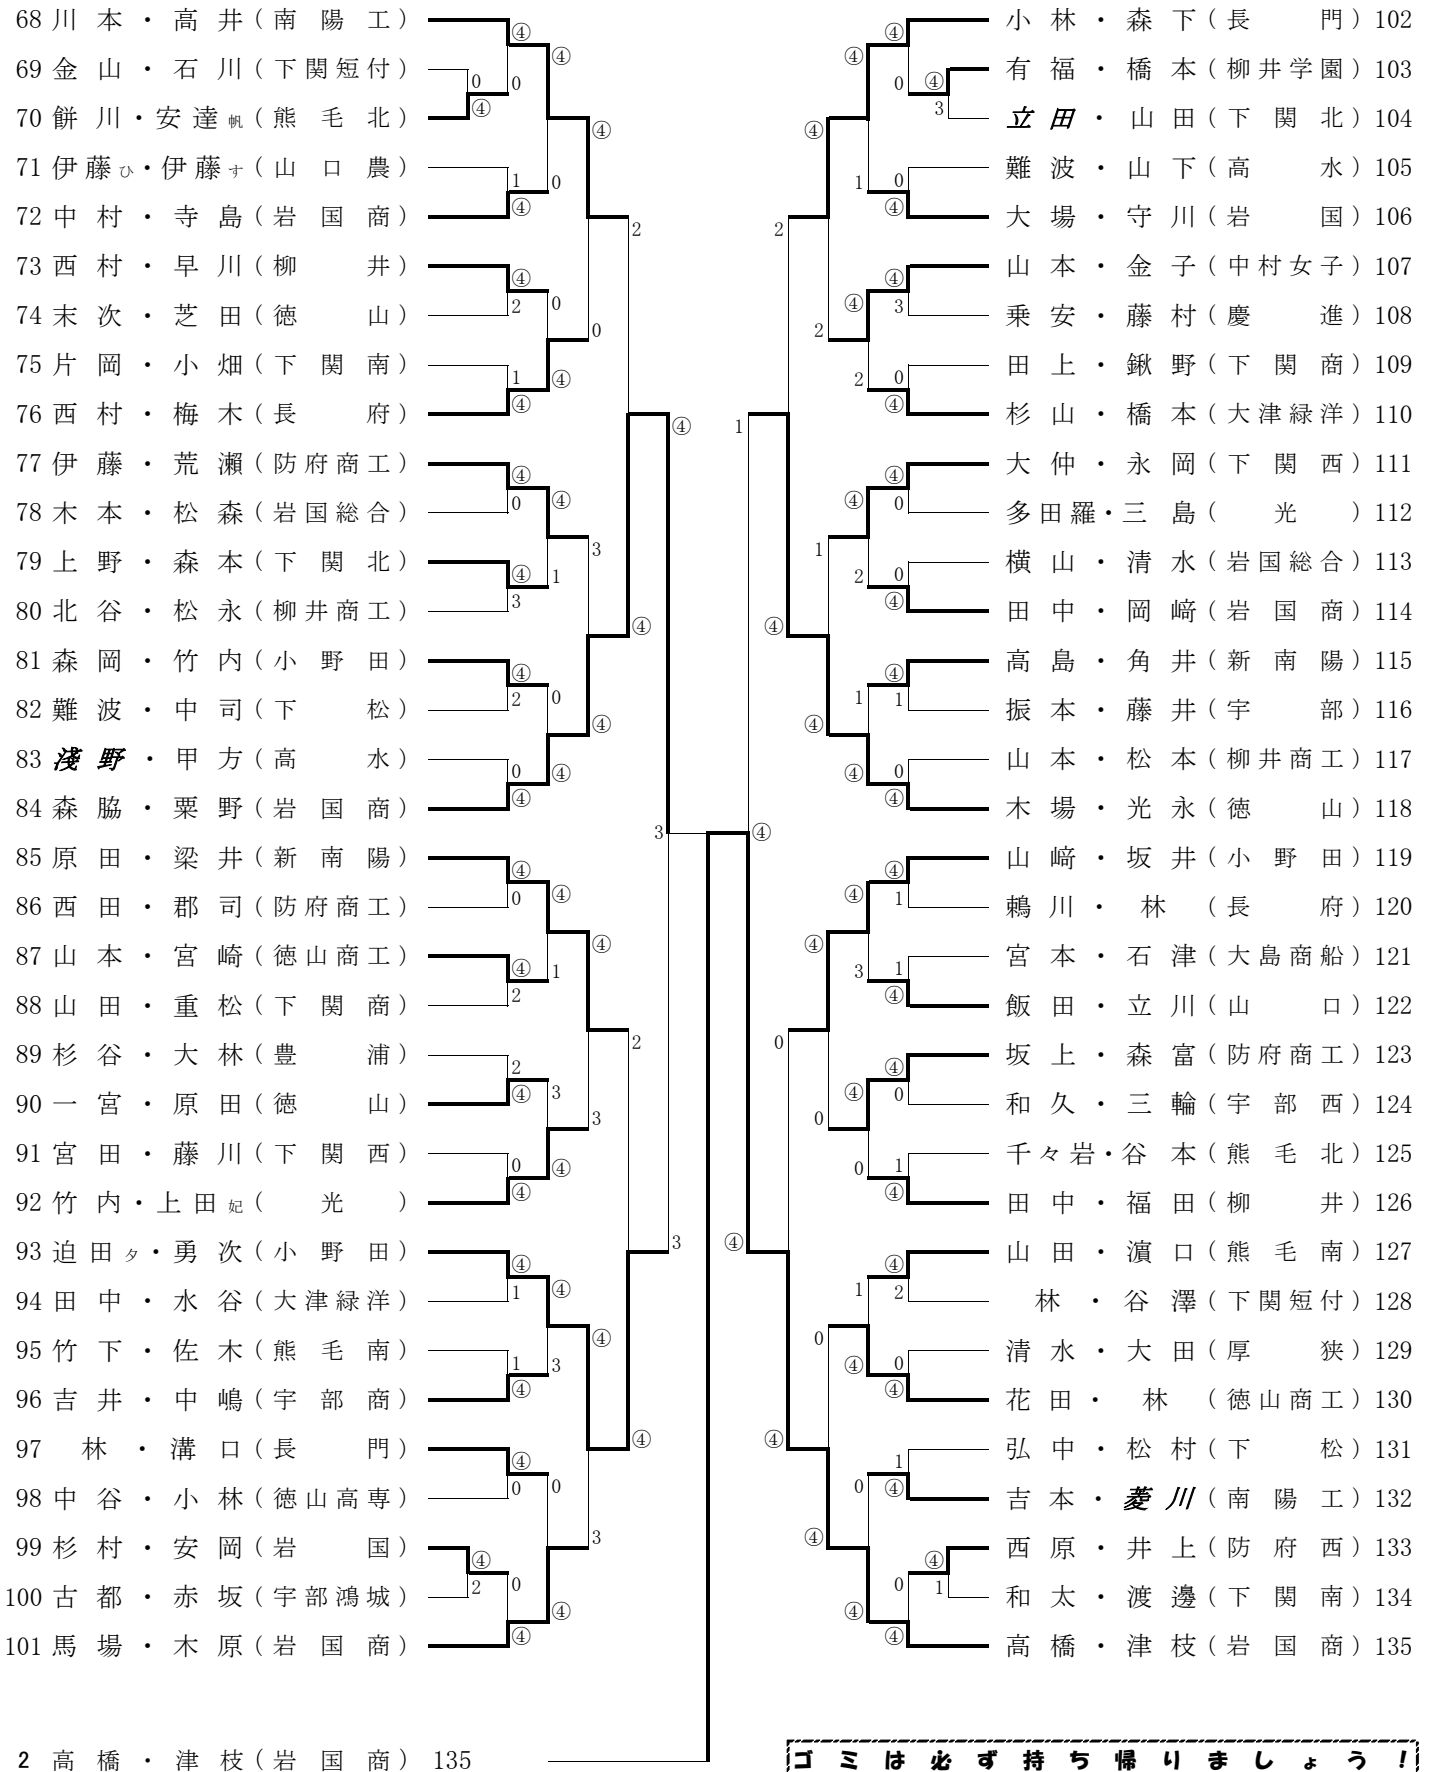 68 川本・高井(南陽工)
69 金山・石川(下関短付)
70 餅川・安達帆(熊毛北)
71 伊藤ひ・伊藤す(山口農)
72 中村・寺島(岩国商)
73 西村・早川(柳井)
74 末次・芝田(徳山)
75 片岡・小畑(下関南)
76 西村・梅木(長府)
77 伊藤・荒瀬(防府商工)
78 木本・松森(岩国総合)
79 上野・森本(下関北)
80 北谷・松永(柳井商工)
81 森岡・竹内(小野田)
82 難波・中司(下松)
83 淺野・甲方(高水)
84 森脇・粟野(岩国商)
85 原田・梁井(新南陽)
86 西田・郡司(防府商工)
87 山本・宮崎(徳山商工)
88 山田・重松(下関商)
89 杉谷・大林(豊浦)
90 一宮・原田(徳山)
91 宮田・藤川(下関西)
92 竹内・上田妃(光)
93 迫田夕・勇次(小野田)
94 田中・水谷(大津緑洋)
95 竹下・佐木(熊毛南)
96 吉井・中嶋(宇部商)
97 林・溝口(長門)
98 中谷・小林(徳山高専)
99 杉村・安岡(岩国)
100 古都・赤坂(宇部鴻城)
101 馬場・木原(岩国商)
小林・森下(長門)102
有福・橋本(柳井学園)103
立田・山田(下関北)104
難波・山下(高水)105
大場・守川(岩国)106
山本・金子(中村女子)107
乗安・藤村(慶進)108
田上・鍬野(下関商)109
杉山・橋本(大津緑洋)110
大仲・永岡(下関西)111
多田羅・三島(光)112
横山・清水(岩国総合)113
田中・岡﨑(岩国商)114
高島・角井(新南陽)115
振本・藤井(宇部)116
山本・松本(柳井商工)117
木場・光永(徳山)118
山﨑・坂井(小野田)119
鵜川・林(長府)120
宮本・石津(大島商船)121
飯田・立川(山口)122
坂上・森富(防府商工)123
和久・三輪(宇部西)124
千々岩・谷本(熊毛北)125
田中・福田(柳井)126
山田・濵口(熊毛南)127
林・谷澤(下関短付)128
清水・大田(厚狭)129
花田・林(徳山商工)130
弘中・松村(下松)131
吉本・菱川(南陽工)132
西原・井上(防府西)133
和太・渡邊(下関南)134
高橋・津枝(岩国商)135
2 高橋・津枝(岩国商) 135
ゴミは必ず持ち帰りましょう!